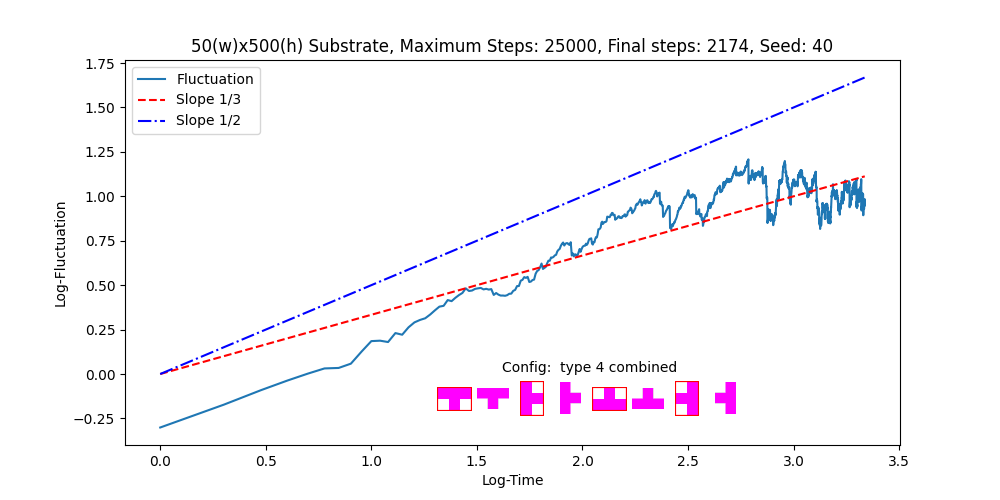 50(w)x500(h) Substrate, Maximum Steps: 25000, Final steps: 2174, Seed: 40
1.75
1.50
1.25
1.00
0.75
0.50
0.25
0.00
−0.25
Log-Fluctuation
Fluctuation
Slope 1/3
Slope 1/2
Config:  type 4 combined
0.0 0.5 1.0 1.5 2.0 2.5 3.0 3.5
Log-Time